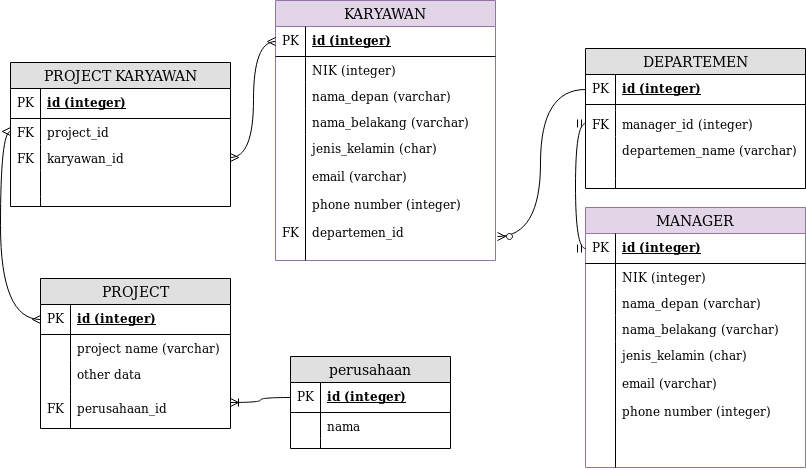 KARYAWAN
PK id (integer)
NIK (integer)
nama_depan (varchar)
nama_belakang (varchar)
jenis_kelamin (char)
email (varchar)
phone number (integer)
FK departemen_id
PROJECT KARYAWAN
PK id (integer)
FK project_id
FK karyawan_id
DEPARTEMEN
PK id (integer)
FK manager_id (integer)
departemen_name (varchar)
MANAGER
PK id (integer)
NIK (integer)
nama_depan (varchar)
nama_belakang (varchar)
jenis_kelamin (char)
email (varchar)
phone number (integer)
PROJECT
PK id (integer)
project name (varchar)
other data
FK perusahaan_id
perusahaan
PK id (integer)
nama